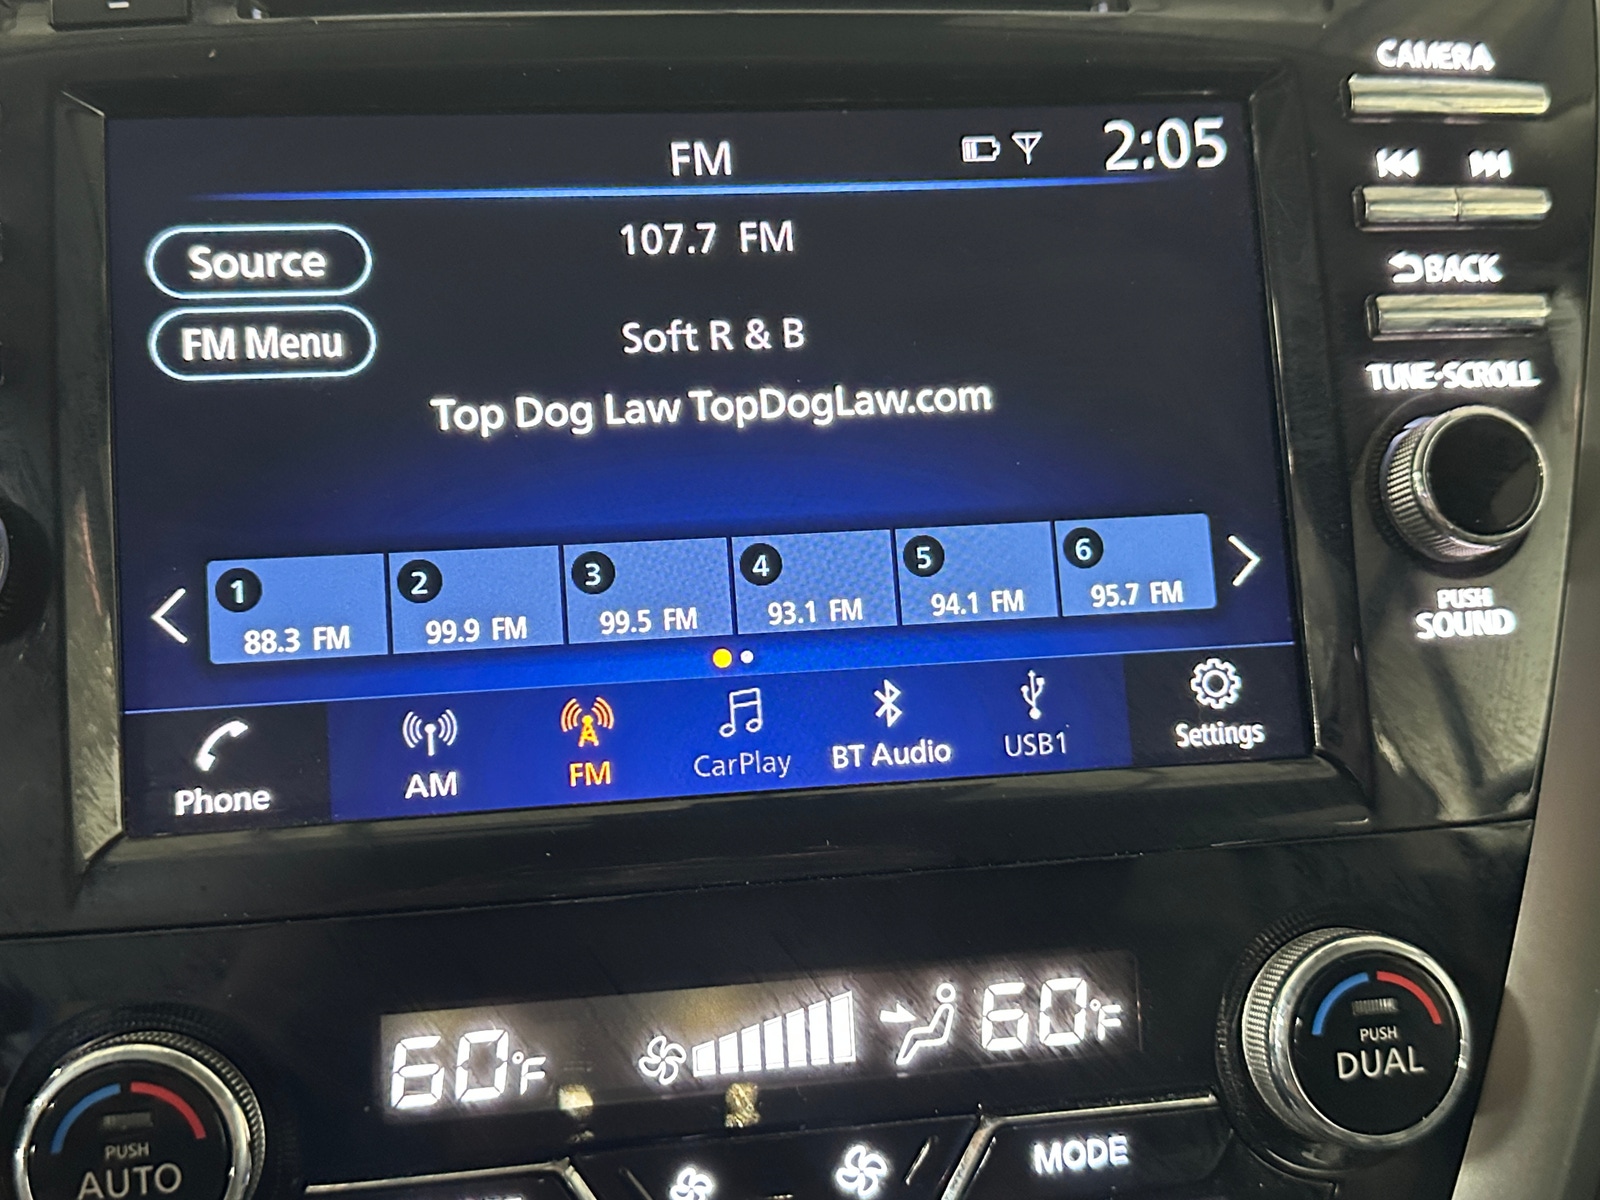 CAMERA
FM
2:05
Source
107.7 FM
FM Menu
Soft R & B
BACK
Top Dog Law TopDogLaw.com
TUNE·SCROLL
1
2
3
4
5
6
88.3 FM
99.9 FM
99.5 FM
93.1 FM
94.1 FM
95.7 FM
PUSH
SOUND
Phone
AM
FM
CarPlay
BT Audio
USB1
Settings
60°F
60°F
PUSH
DUAL
PUSH
AUTO
MODE